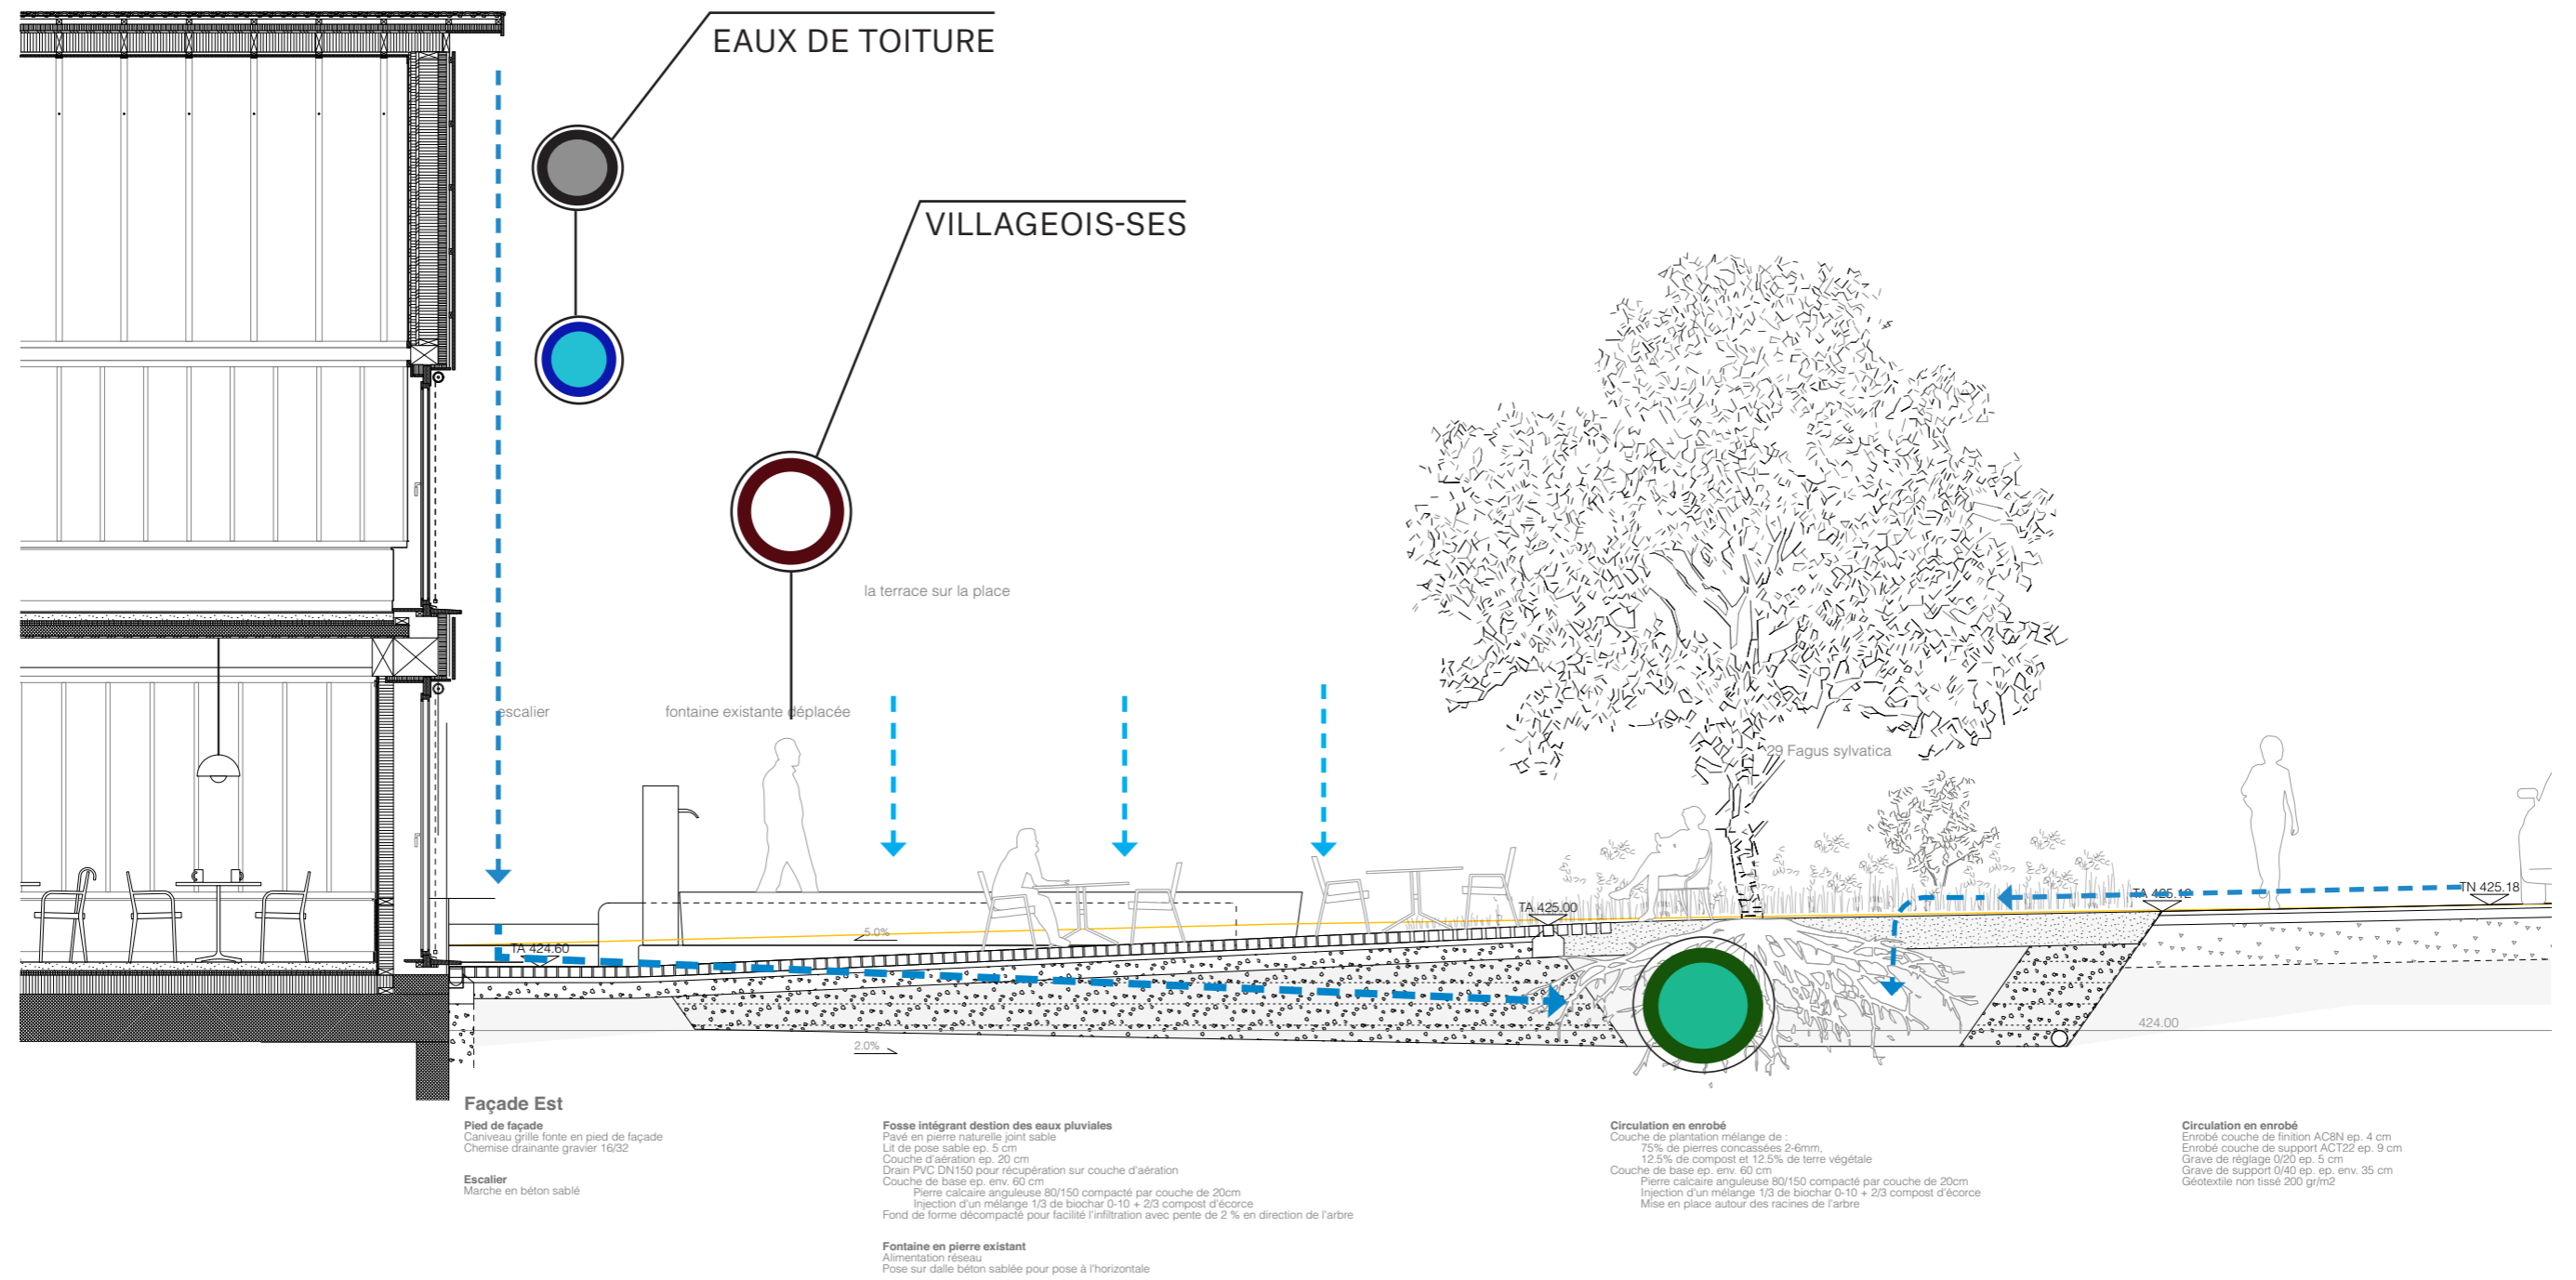 EAUX DE TOITURE
VILLAGEOIS-SES
la terrace sur la place
escalier
fontaine existante déplacée
29 Fagus sylvatica
TA 425.00
TA 425.12
TN 425.18
5.0%
TA 424.60
424.00
2.0%
Façade Est
Pied de façade
Caniveau grille fonte en pied de façade
Chemise drainante gravier 16/32
Escalier
Marche en béton sablé
Fosse intégrant destion des eaux pluviales
Pavé en pierre naturelle joint sable
Lit de pose sable ep. 5 cm
Couche d'aération ep. 20 cm
Drain PVC DN150 pour récupération sur couche d'aération
Couche de base ep. env. 60 cm
Pierre calcaire anguleuse 80/150 compacté par couche de 20cm
Injection d'un mélange 1/3 de biochar 0-10 + 2/3 compost d'écorce
Fond de forme décompacté pour facilité l'infiltration avec pente de 2 % en direction de l'arbre
Fontaine en pierre existant
Alimentation réseau
Pose sur dalle béton sablée pour pose à l'horizontale
Circulation en enrobé
Couche de plantation mélange de :
75% de pierres concassées 2-6mm,
12.5% de compost et 12.5% de terre végétale
Couche de base ep. env. 60 cm
Pierre calcaire anguleuse 80/150 compacté par couche de 20cm
Injection d'un mélange 1/3 de biochar 0-10 + 2/3 compost d'écorce
Mise en place autour des racines de l'arbre
Circulation en enrobé
Enrobé couche de finition AC8N ep. 4 cm
Enrobé couche de support ACT22 ep. 9 cm
Grave de réglage 0/20 ep. 5 cm
Grave de support 0/40 ep. ep. env. 35 cm
Géotextile non tissé 200 gr/m2